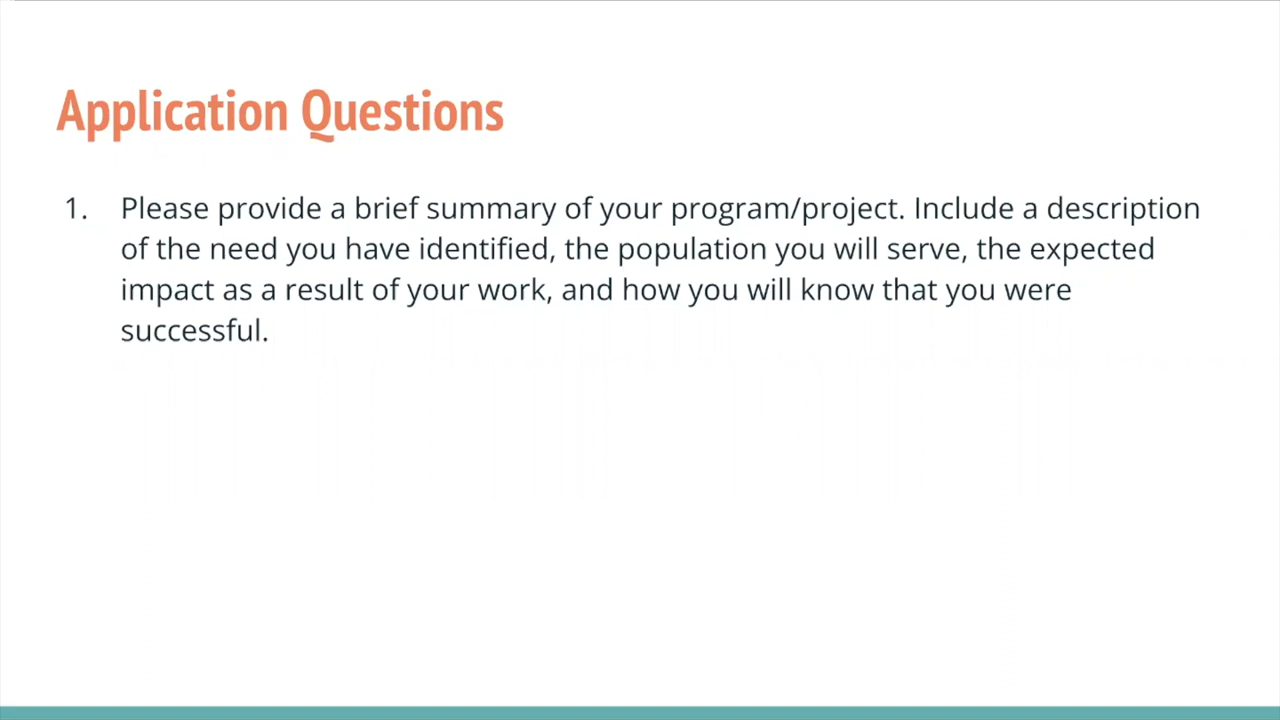 Application Questions
1. Please provide a brief summary of your program/project. Include a description
of the need you have identified, the population you will serve, the expected
impact as a result of your work, and how you will know that you were
successful.